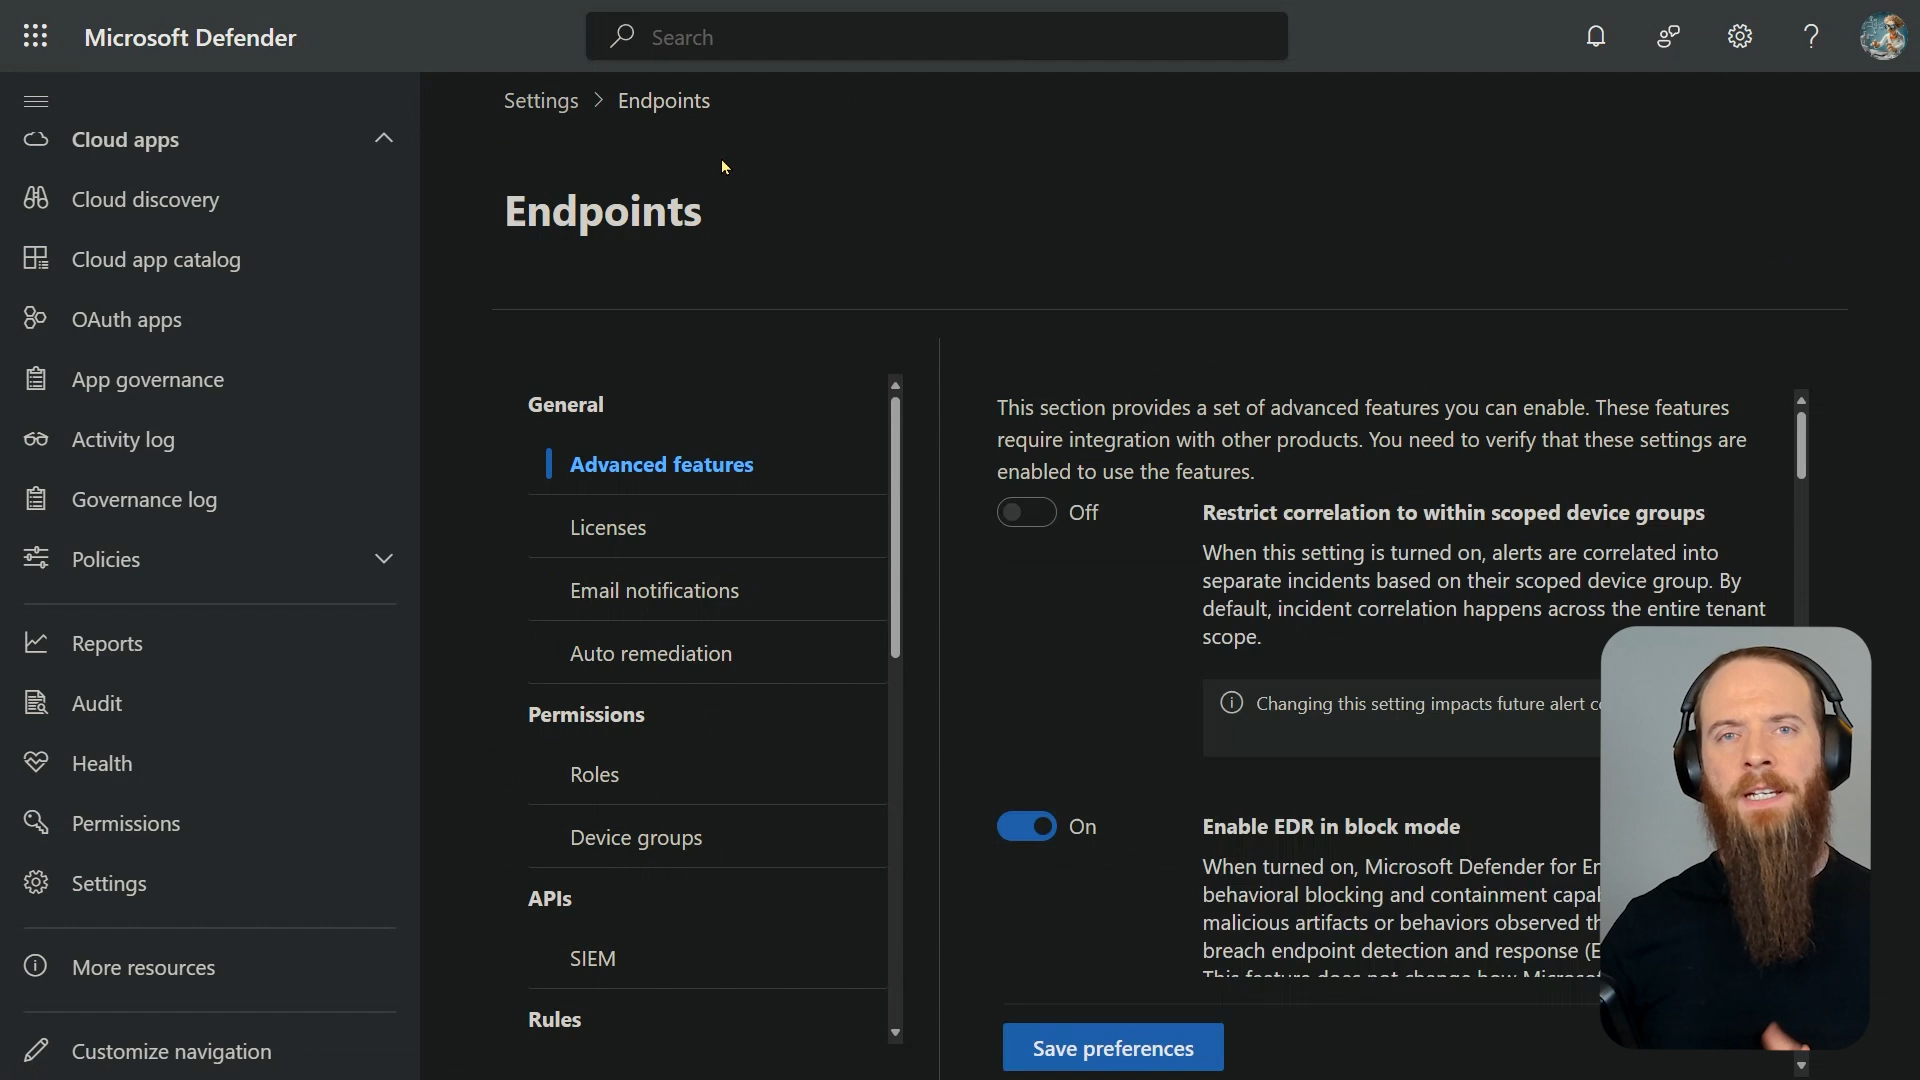 Microsoft Defender
Search
Cloud apps
Cloud discovery
Cloud app catalog
OAuth apps
App governance
Activity log
Governance log
Policies
Reports
Audit
Health
Permissions
Settings
More resources
Customize navigation
Settings > Endpoints
Endpoints
General
Advanced features
Licenses
Email notifications
Auto remediation
Permissions
Roles
Device groups
APIs
SIEM
Rules
This section provides a set of advanced features you can enable. These features
require integration with other products. You need to verify that these settings are
enabled to use the features.
Off
Restrict correlation to within scoped device groups
When this setting is turned on, alerts are correlated into
separate incidents based on their scoped device group. By
default, incident correlation happens across the entire tenant
scope.
Changing this setting impacts future alert
On
Enable EDR in block mode
When turned on, Microsoft Defender for
behavioral blocking and containment
malicious artifacts or behaviors observed
breach endpoint detection and response
This feature does not change how
Save preferences